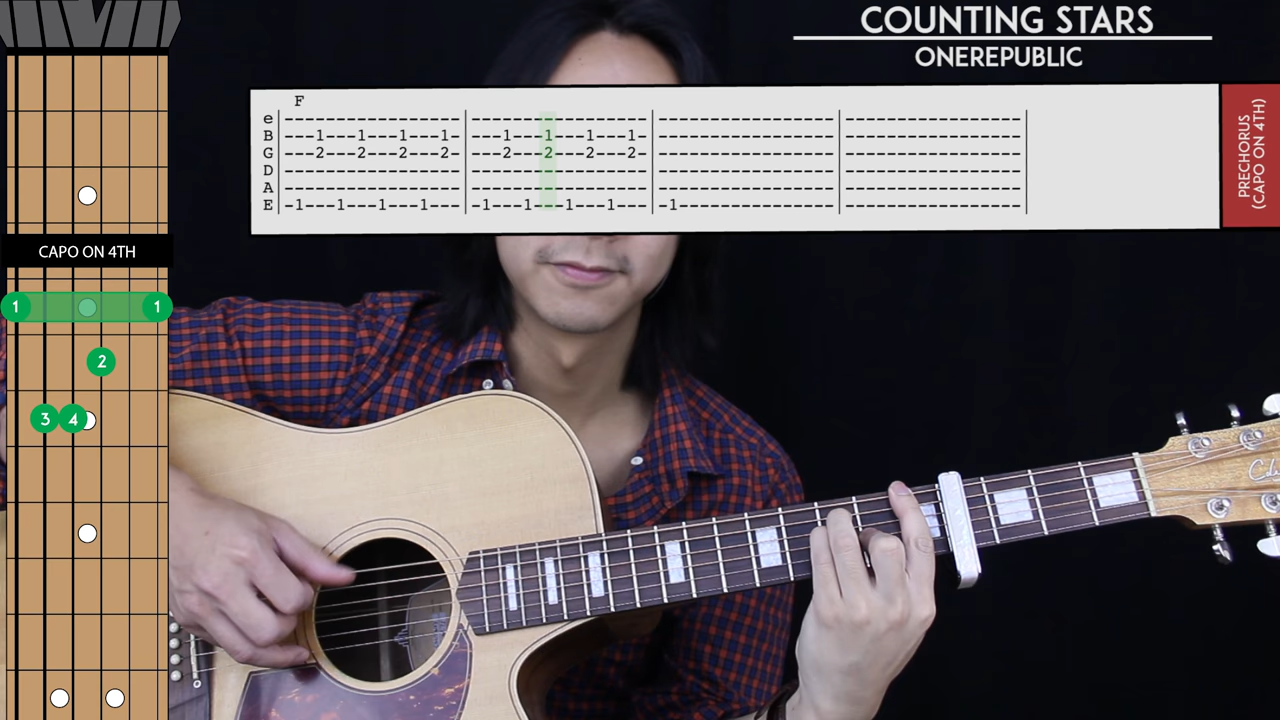 COUNTING STARS
ONEREPUBLIC
F
e|--------------------|--------------------|--------------------|--------------------|
B|---1---1---1---1-|---1---1---1---1-|--------------------|--------------------|
G|---2---2---2---2-|---2---2---2---2-|--------------------|--------------------|
D|--------------------|--------------------|--------------------|--------------------|
A|--------------------|--------------------|--------------------|--------------------|
E|-1---1---1---1---|-1---1---1---1---|-1------------------|--------------------|
PRECHORUS
(CAPO ON 4TH)
CAPO ON 4TH
1 1
2
3 4